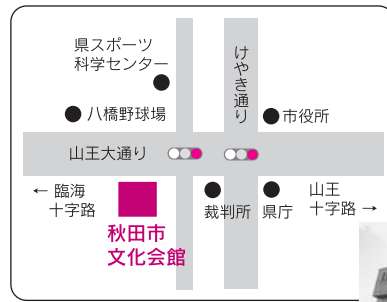 県スポーツ
科学センター
けやき通り
八橋野球場
市役所
山王大通り
← 臨海
十字路
裁判所
県庁
山王
十字路 →
秋田市
文化会館